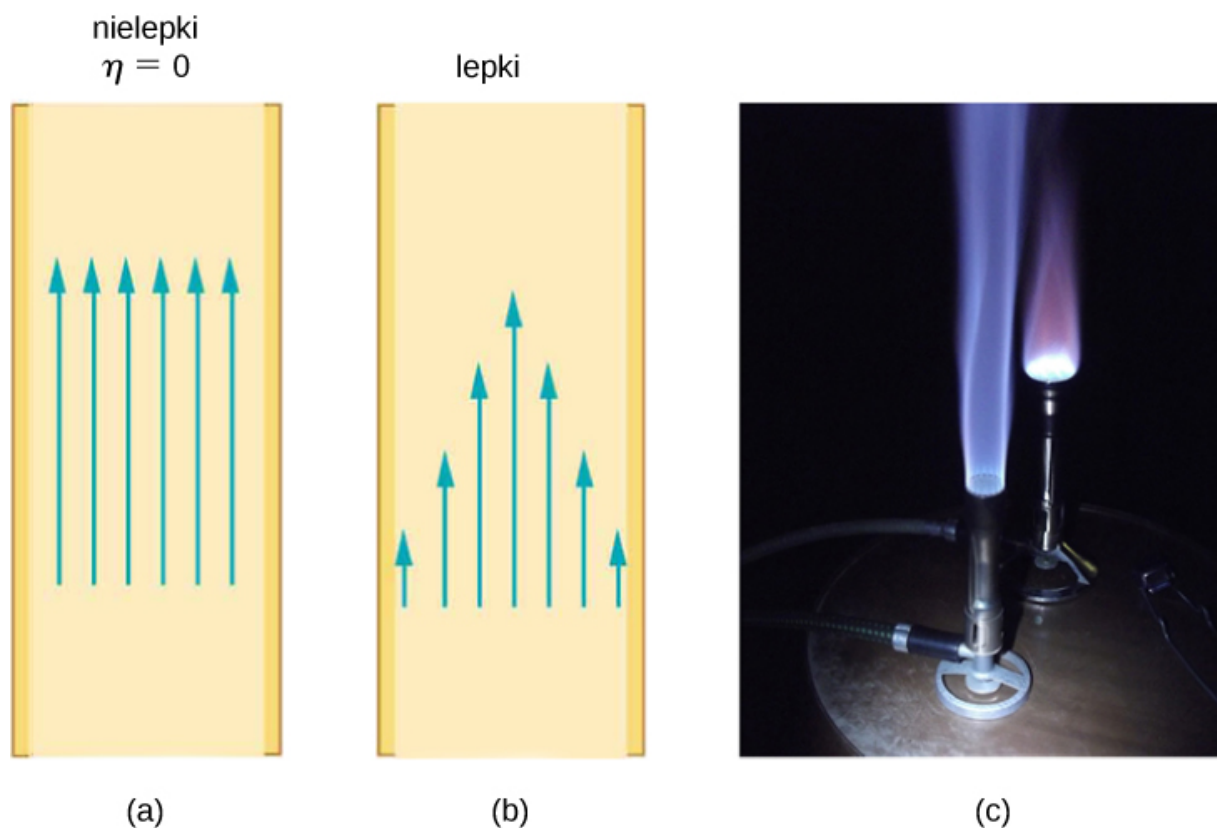 nielepki
η = 0
lepki
(a)
(b)
(c)